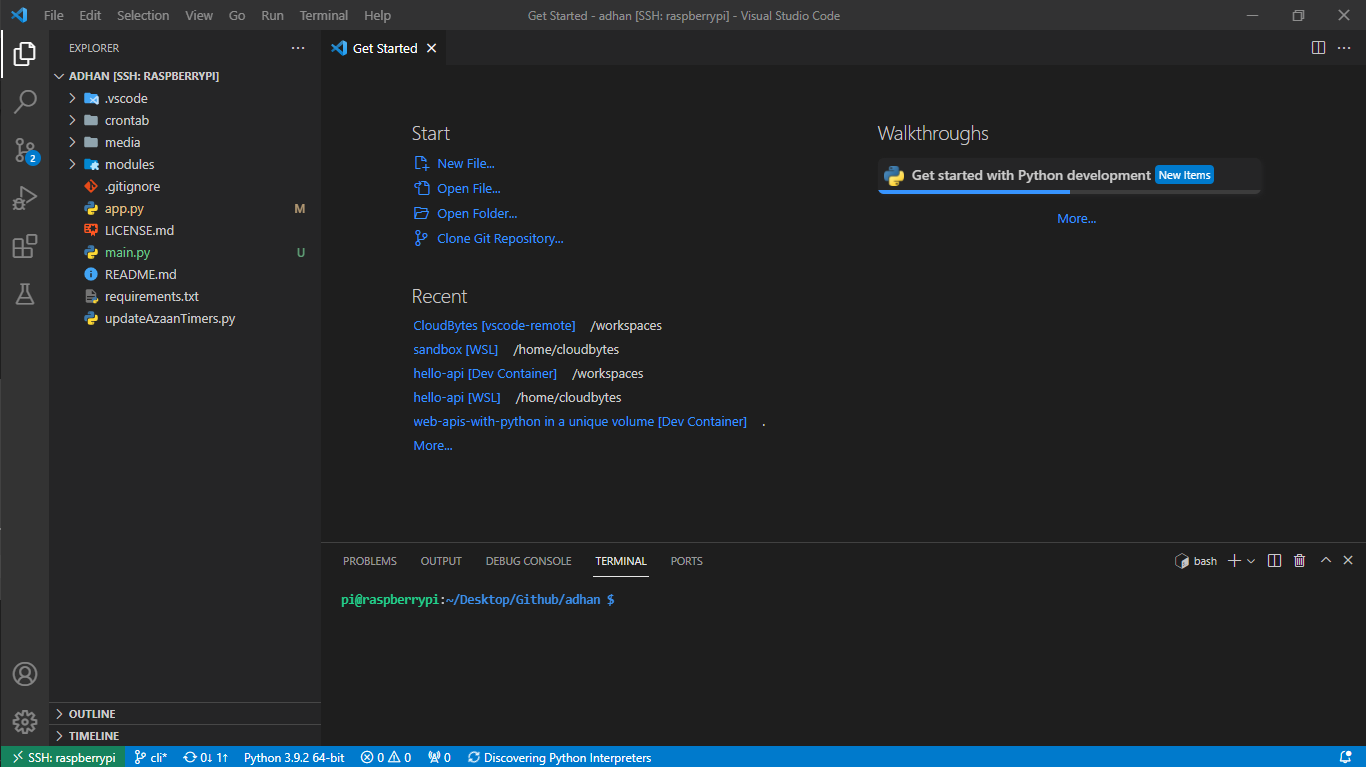 File Edit Selection View Go Run Terminal Help
Get Started - adhan [SSH: raspberrypi] - Visual Studio Code
EXPLORER
ADHAN [SSH: RASPBERRYPI]
.vscode
crontab
media
modules
.gitignore
app.py M
LICENSE.md
main.py U
README.md
requirements.txt
updateAzaanTimers.py
OUTLINE
TIMELINE
2
Get Started
Start
New File...
Open File...
Open Folder...
Clone Git Repository...
Recent
CloudBytes [vscode-remote] /workspaces
sandbox [WSL] /home/cloudbytes
hello-api [Dev Container] /workspaces
hello-api [WSL] /home/cloudbytes
web-apis-with-python in a unique volume [Dev Container] .
More...
Walkthroughs
Get started with Python development New Items
More...
PROBLEMS OUTPUT DEBUG CONSOLE TERMINAL PORTS
bash
pi@raspberrypi:~/Desktop/Github/adhan $
SSH: raspberrypi cli* 0↓ 1↑ Python 3.9.2 64-bit 0 0 0 Discovering Python Interpreters